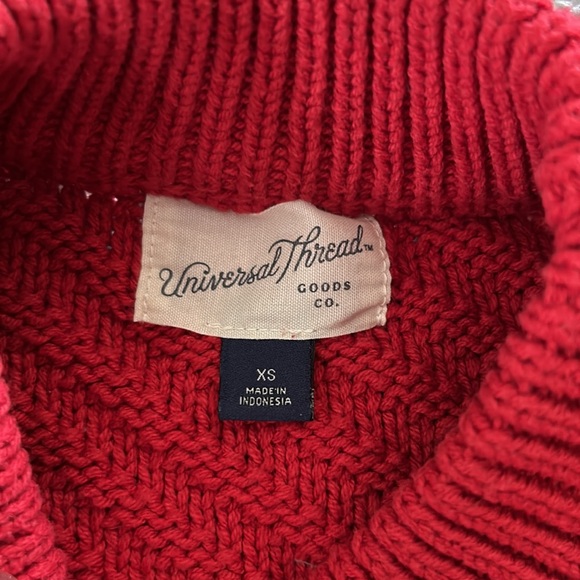 Universal Thread™
GOODS
CO.
XS
MADE IN
INDONESIA